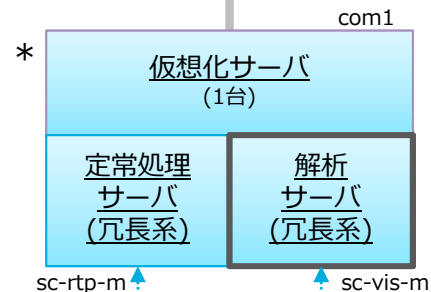 com1
*
仮想化サーバ
(1台)
定常処理
サーバ
(冗長系)
解析
サーバ
(冗長系)
sc-rtp-m
sc-vis-m